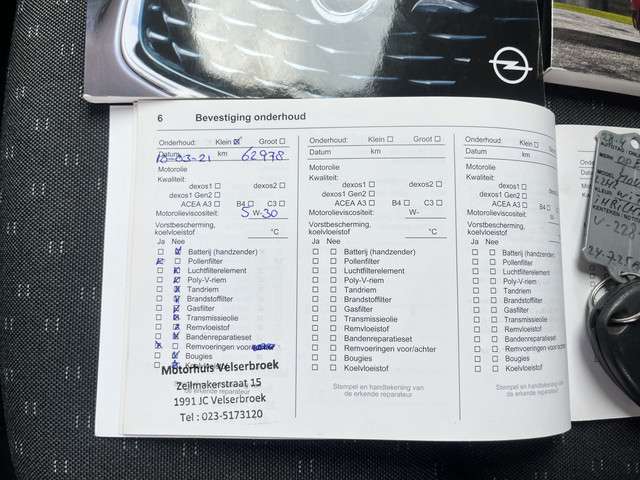 6 Bevestiging onderhoud
Onderhoud: Klein ☒ Groot ☐
Datum km 62978
10-03-21
Motorolie
Kwaliteit:
dexos1 ☐ dexos2 ☐
dexos1 Gen2 ☐
ACEA A3 ☐ B4 ☐ C3 ☐
Motorolieviscositeit: 5 W-30
Vorstbescherming,
koelvloeistof °C
Ja Nee
Batterij (handzender)
Pollenfilter
Luchtfilterelement
Poly-V-riem
Tandriem
Brandstoffilter
Gasfilter
Transmissieolie
Remvloeistof
Bandenreparatieset
Remvoeringen voor/
Bougies
Motorhuis Velserbroek
Zeilmakerstraat 15
de erkende reparateur
1991 JC Velserbroek
Tel : 023-5173120
Onderhoud: Klein ☐ Groot ☐
Datum km
Motorolie
Kwaliteit:
dexos1 ☐ dexos2 ☐
dexos1 Gen2 ☐
ACEA A3 ☐ B4 ☐ C3 ☐
Motorolieviscositeit: W-
Vorstbescherming,
koelvloeistof °C
Ja Nee
☐ ☐ Batterij (handzender)
☐ ☐ Pollenfilter
☐ ☐ Luchtfilterelement
☐ ☐ Poly-V-riem
☐ ☐ Tandriem
☐ ☐ Brandstoffilter
☐ ☐ Gasfilter
☐ ☐ Transmissieolie
☐ ☐ Remvloeistof
☐ ☐ Bandenreparatieset
☐ ☐ Remvoeringen voor/achter
☐ ☐ Bougies
☐ ☐ Koelvloeistof
Stempel en handtekening van
de erkende reparateur
Onderhoud: Klein ☐ Groot ☐
Datum km
Motorolie
Kwaliteit:
dexos1 ☐ dexos2
dexos1 Gen2 ☐
ACEA A3 ☐ B4 ☐
Motorolieviscositeit: W-
Vorstbescherming,
koelvloeistof
Ja Nee
☐ ☐ Batterij (handzender)
☐ ☐ Pollenfilter
☐ ☐ Luchtfilterelement
☐ ☐ Poly-V-riem
☐ ☐ Tandriem
☐ ☐ Brandstoffilter
☐ ☐ Gasfilter
☐ ☐ Transmissieolie
☐ ☐ Remvloeistof
☐ ☐ Bandenreparatieset
☐ ☐ Remvoeringen voor/achter
☐ ☐ Bougies
☐ ☐ Koelvloeistof
Stempel en handtekening van
de erkende reparateur